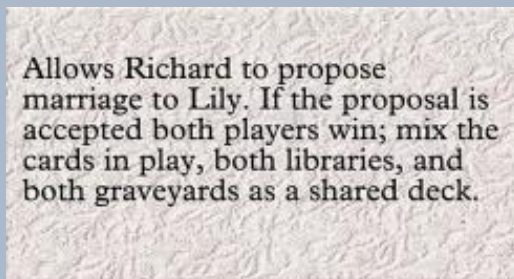 Allows Richard to propose
marriage to Lily. If the proposal is
accepted both players win; mix the
cards in play, both libraries, and
both graveyards as a shared deck.